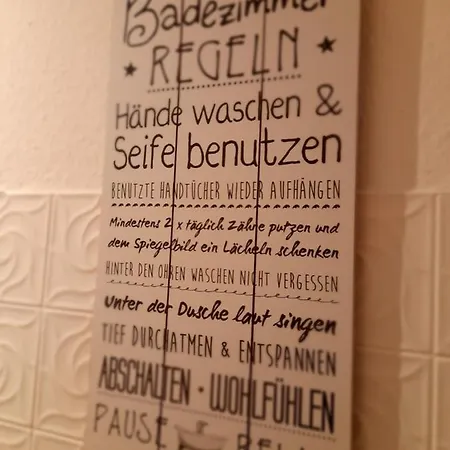 Badezimmer
★ REGELN ★
Hände waschen &
Seife benutzen
BENUTZTE HANDTÜCHER WIEDER AUFHÄNGEN
Mindestens 2 x täglich Zähne putzen und
dem Spiegelbild ein Lächeln schenken
HINTER DEN OHREN WASCHEN NICHT VERGESSEN
unter der Dusche laut singen
TIEF DURCHATMEN & ENTSPANNEN
ABSCHALTEN · WOHLFÜHLEN
PAUSE